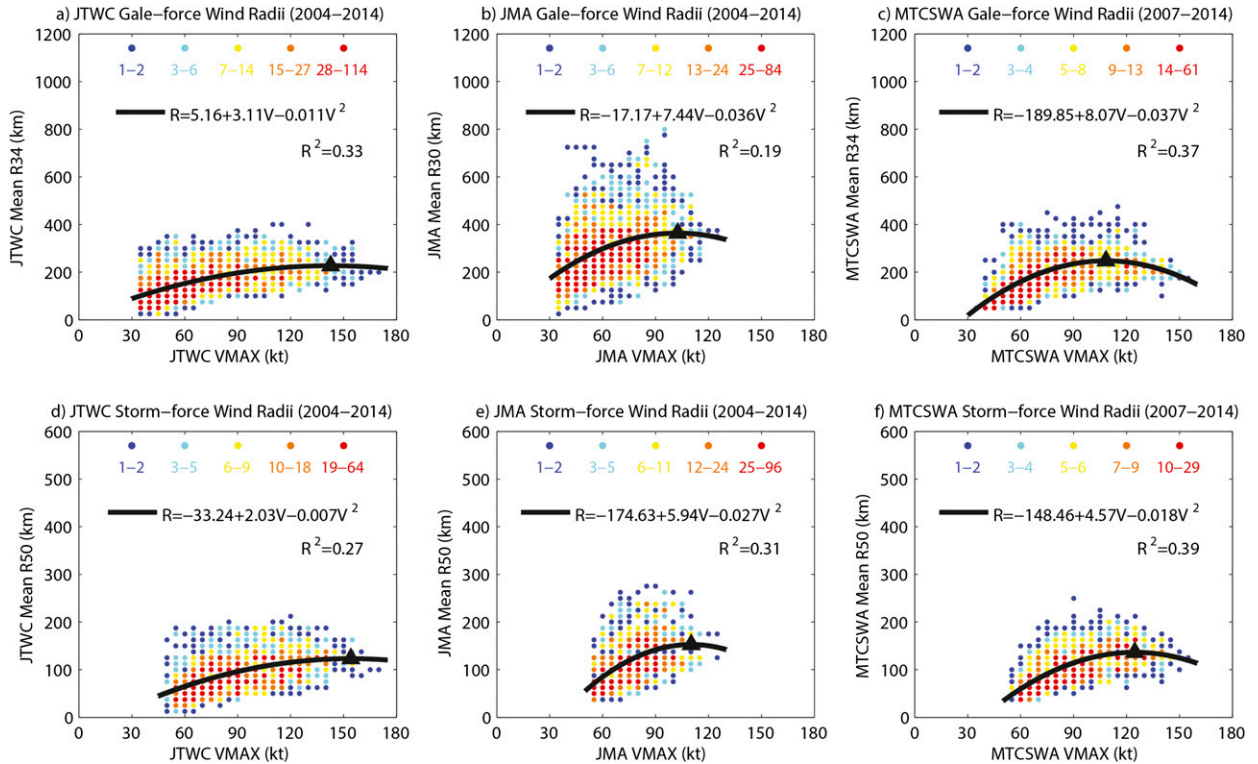 a) JTWC Gale−force Wind Radii (2004−2014)
1200
1000
800
600
400
200
0
JTWC Mean R34 (km)
1−2 3−6 7−14 15−27 28−114
R=5.16+3.11V−0.011V 2
R 2=0.33
0 30 60 90 120 150 180
JTWC VMAX (kt)
b) JMA Gale−force Wind Radii (2004−2014)
1200
1000
800
600
400
200
0
JMA Mean R30 (km)
1−2 3−6 7−12 13−24 25−84
R=−17.17+7.44V−0.036V 2
R 2=0.19
0 30 60 90 120 150 180
JMA VMAX (kt)
c) MTCSWA Gale−force Wind Radii (2007−2014)
1200
1000
800
600
400
200
0
MTCSWA Mean R34 (km)
1−2 3−4 5−8 9−13 14−61
R=−189.85+8.07V−0.037V 2
R 2=0.37
0 30 60 90 120 150 180
MTCSWA VMAX (kt)
d) JTWC Storm−force Wind Radii (2004−2014)
600
500
400
300
200
100
0
JTWC Mean R50 (km)
1−2 3−5 6−9 10−18 19−64
R=−33.24+2.03V−0.007V 2
R 2=0.27
0 30 60 90 120 150 180
JTWC VMAX (kt)
e) JMA Storm−force Wind Radii (2004−2014)
600
500
400
300
200
100
0
JMA Mean R50 (km)
1−2 3−5 6−11 12−24 25−96
R=−174.63+5.94V−0.027V 2
R 2=0.31
0 30 60 90 120 150 180
JMA VMAX (kt)
f) MTCSWA Storm−force Wind Radii (2007−2014)
600
500
400
300
200
100
0
MTCSWA Mean R50 (km)
1−2 3−4 5−6 7−9 10−29
R=−148.46+4.57V−0.018V 2
R 2=0.39
0 30 60 90 120 150 180
MTCSWA VMAX (kt)